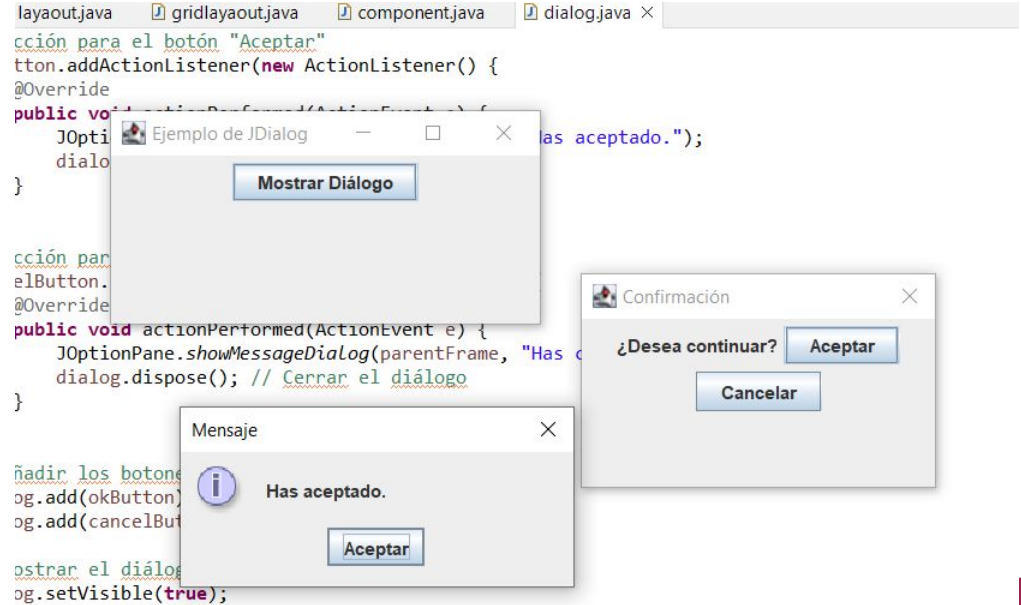 layaout.java gridlayaout.java component.java dialog.java
cción para el botón "Aceptar"
tton.addActionListener(new ActionListener() {
@Override
public void actionPerformed(ActionEvent e) {
Ejemplo de JDialog
JOpti as aceptado.");
dialo
Mostrar Diálogo
}
cción par
elButton.
@Override
Confirmación
public void actionPerformed(ActionEvent e) {
JOptionPane.showMessageDialog(parentFrame, "Has c
¿Desea continuar? Aceptar
dialog.dispose(); // Cerrar el diálogo
Cancelar
}
Mensaje
ñadir los botone
Has aceptado.
og.add(okButton)
og.add(cancelBut
Aceptar
ostrar el diálog
og.setVisible(true);